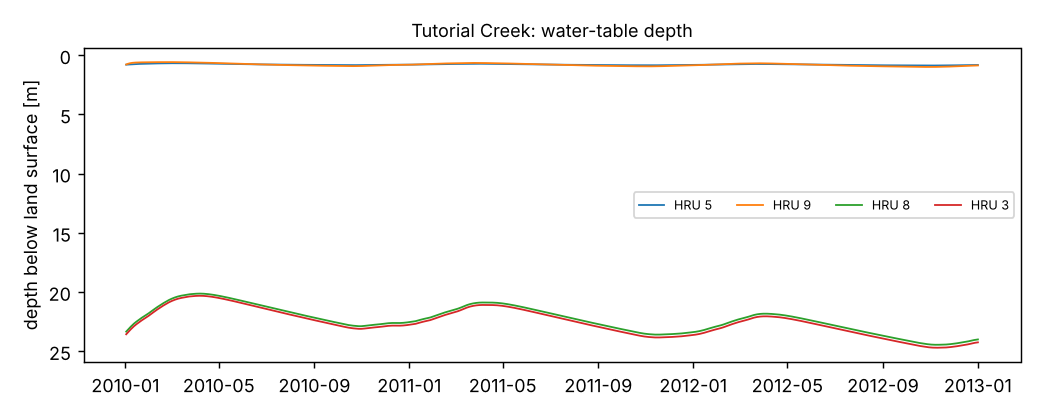 Tutorial Creek: water-table depth
depth below land surface [m]
0
5
10
15
20
25
HRU 5 HRU 9 HRU 8 HRU 3
2010-01 2010-05 2010-09 2011-01 2011-05 2011-09 2012-01 2012-05 2012-09 2013-01